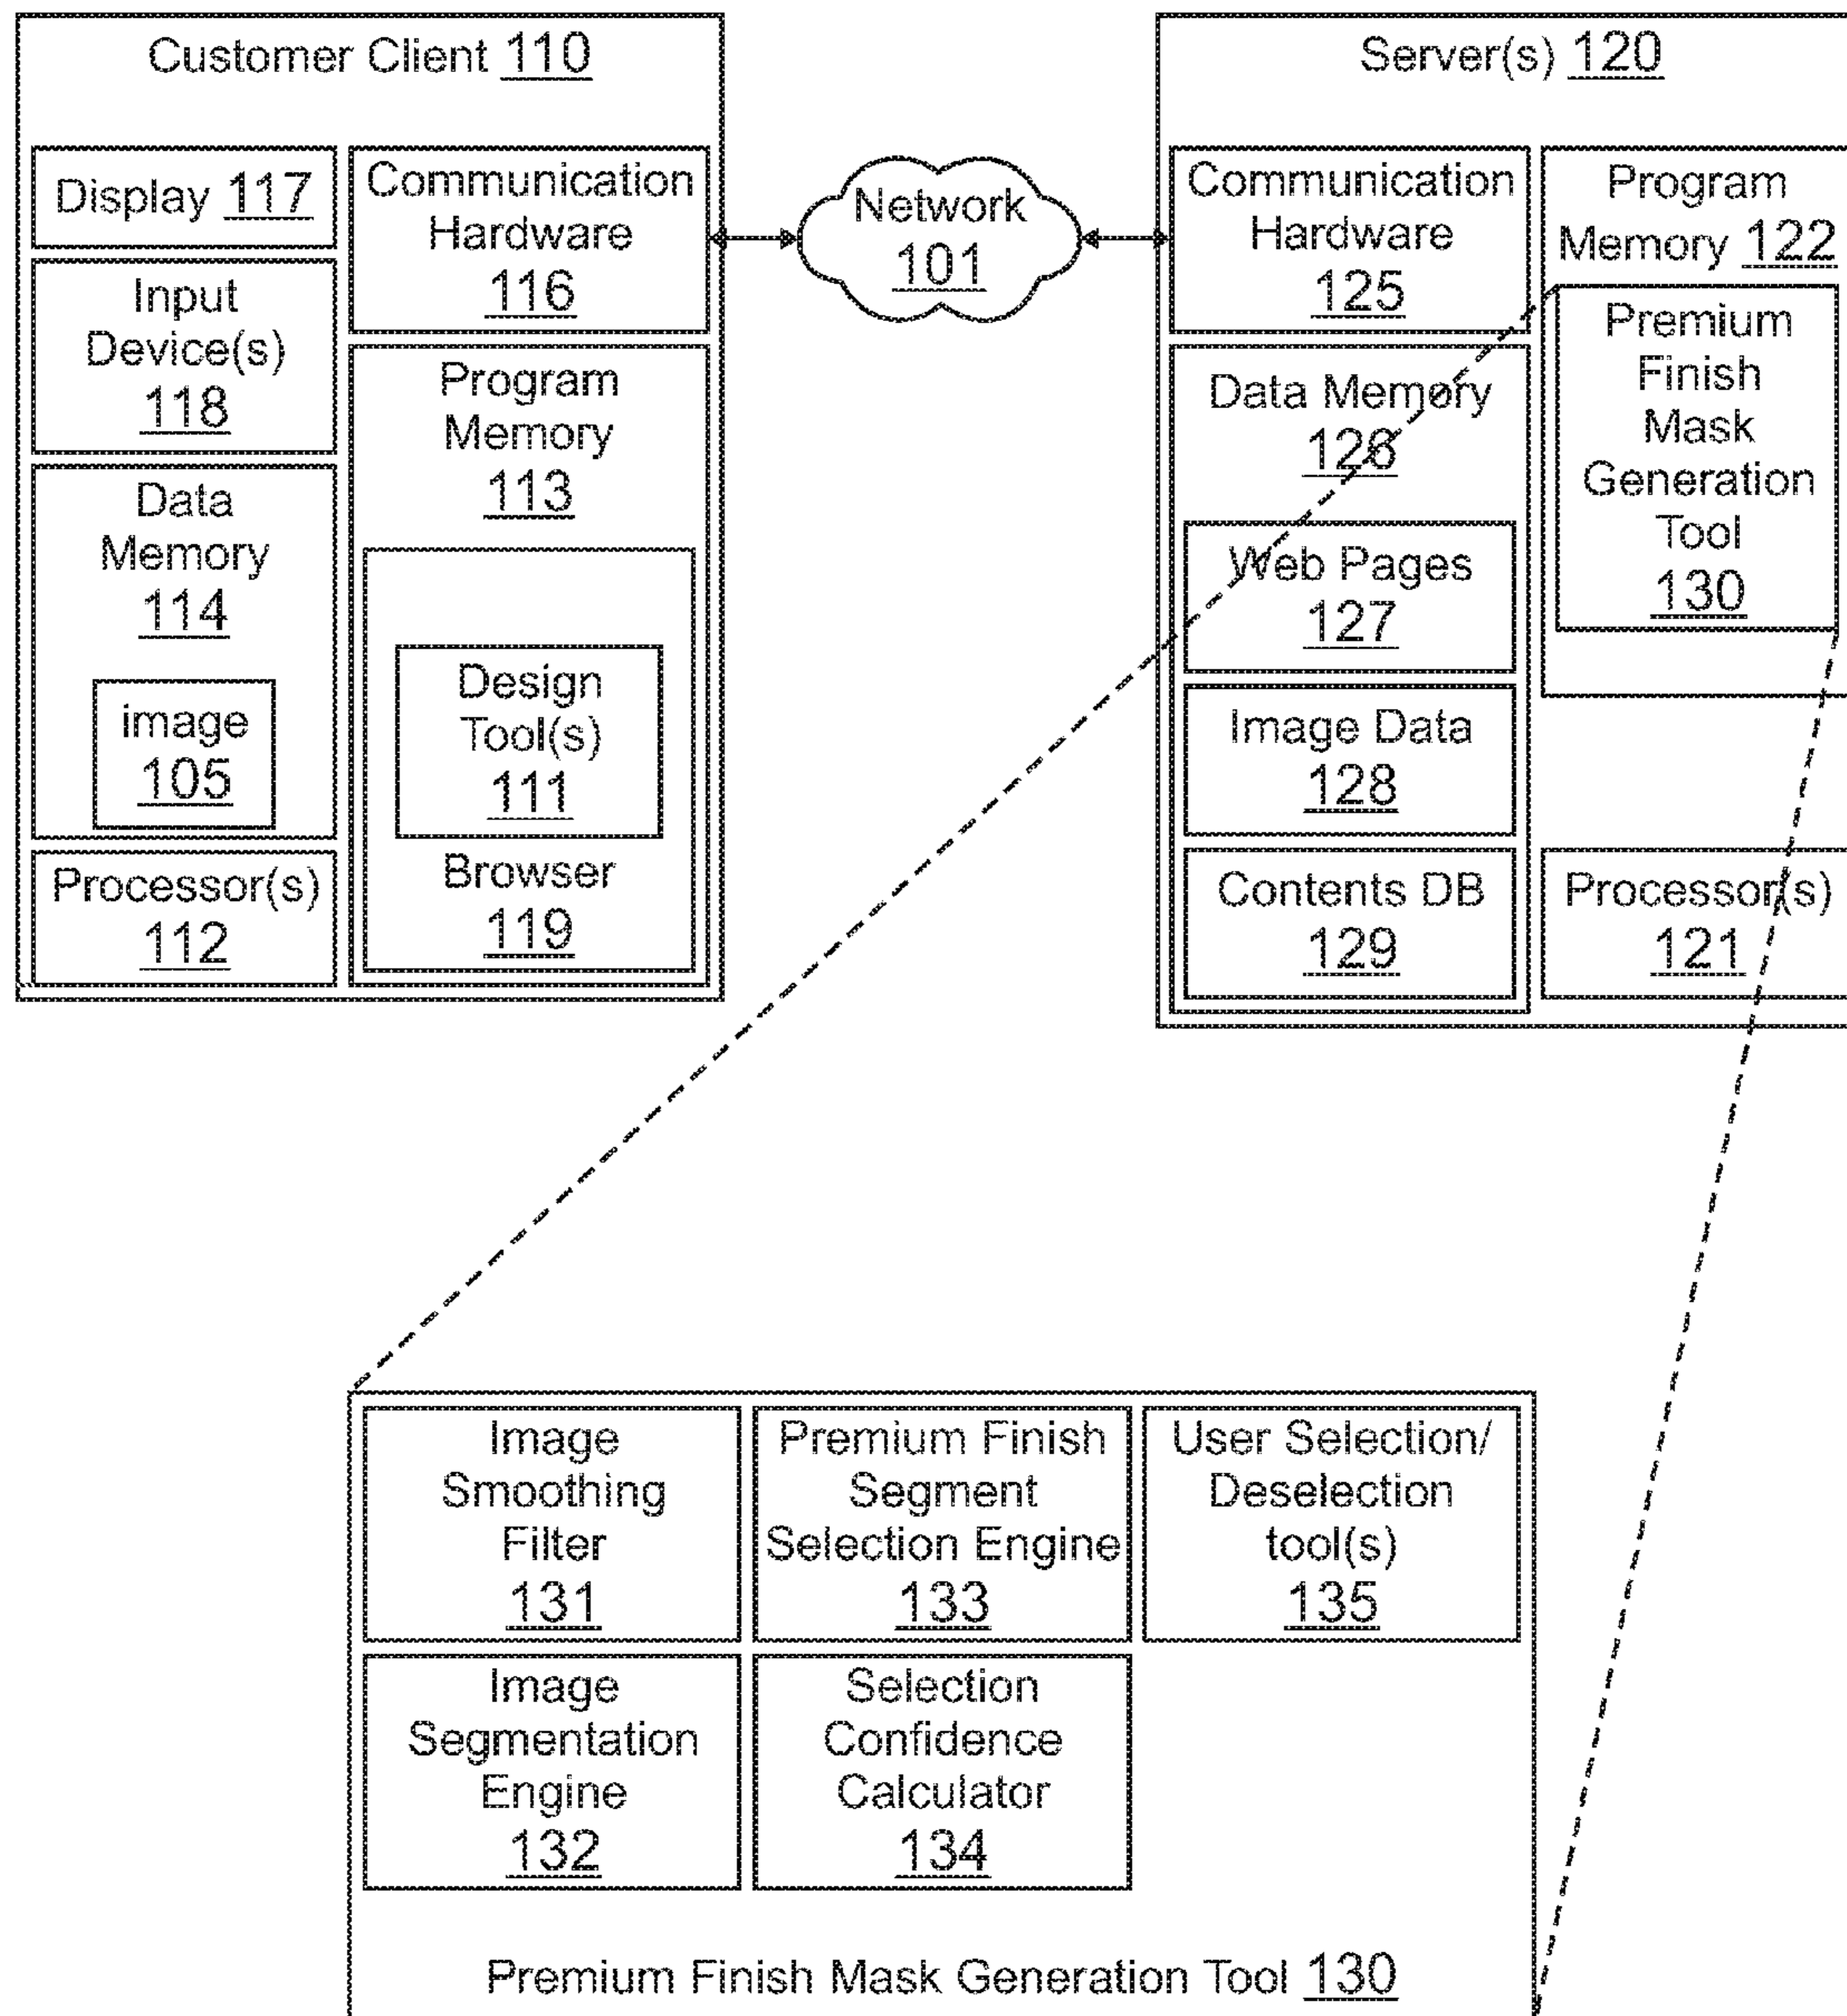 Customer Client 110
Display 117
Input
Device(s)
118
Data
Memory
114
image
105
Processor(s)
112
Communication
Hardware
116
Program
Memory
113
Design
Tool(s)
111
Browser
119
Network
101
Server(s) 120
Communication
Hardware
125
Data Memory
126
Web Pages
127
Image Data
128
Contents DB
129
Program
Memory 122
Premium
Finish
Mask
Generation
Tool
130
Processor(s)
121
Image
Smoothing
Filter
131
Premium Finish
Segment
Selection Engine
133
User Selection/
Deselection
tool(s)
135
Image
Segmentation
Engine
132
Selection
Confidence
Calculator
134
Premium Finish Mask Generation Tool 130